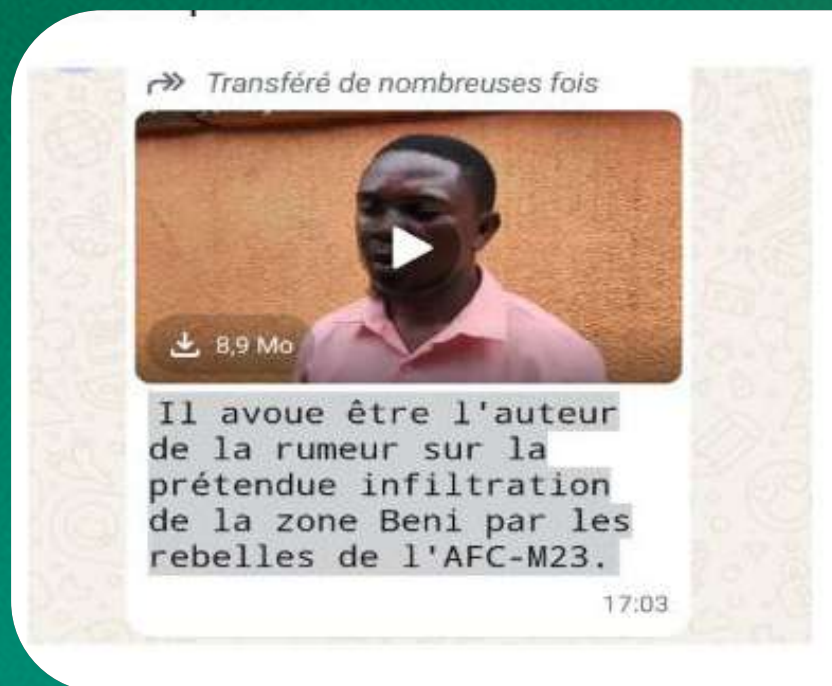 Transféré de nombreuses fois
8,9 Mo
Il avoue être l'auteur
de la rumeur sur la
prétendue infiltration
de la zone Beni par les
rebelles de l'AFC-M23.
17:03